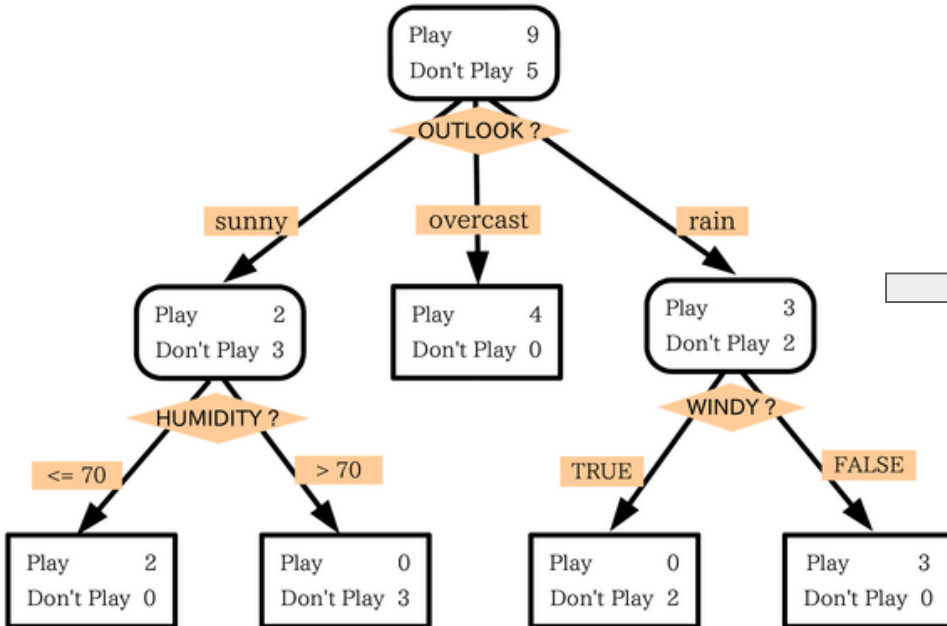 Play 9
Don't Play 5
OUTLOOK ?
sunny
overcast
rain
Play 2
Don't Play 3
Play 4
Don't Play 0
Play 3
Don't Play 2
HUMIDITY ?
WINDY ?
<= 70
> 70
TRUE
FALSE
Play 2
Don't Play 0
Play 0
Don't Play 3
Play 0
Don't Play 2
Play 3
Don't Play 0